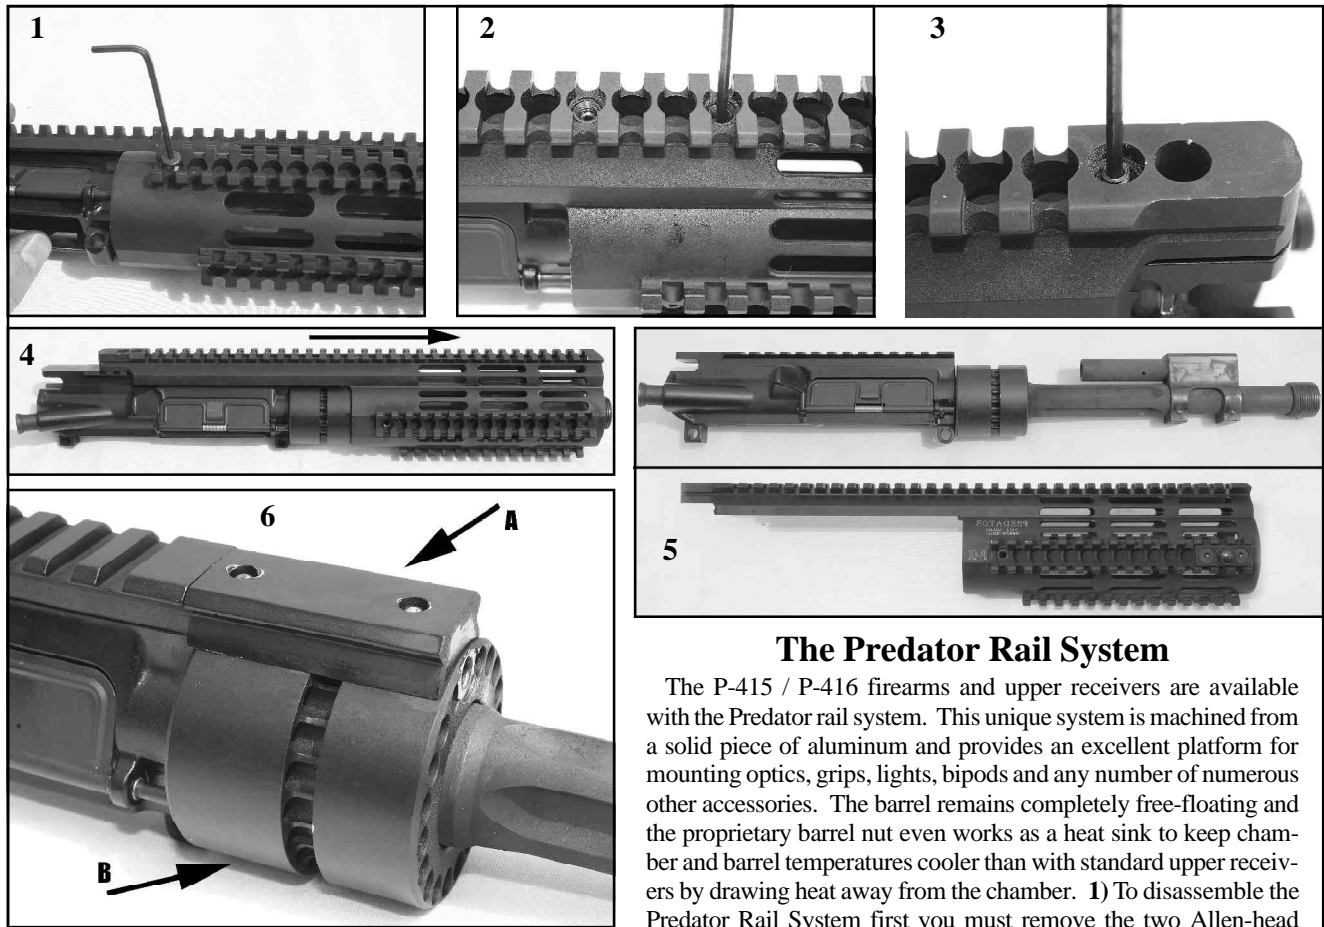 1
2
3
4
5
6
A
B
PREDATOR
The Predator Rail System
The P-415 / P-416 firearms and upper receivers are available
with the Predator rail system. This unique system is machined from
a solid piece of aluminum and provides an excellent platform for
mounting optics, grips, lights, bipods and any number of numerous
other accessories. The barrel remains completely free-floating and
the proprietary barrel nut even works as a heat sink to keep cham-
ber and barrel temperatures cooler than with standard upper receiv-
ers by drawing heat away from the chamber. 1) To disassemble the
Predator Rail System first you must remove the two Allen-head